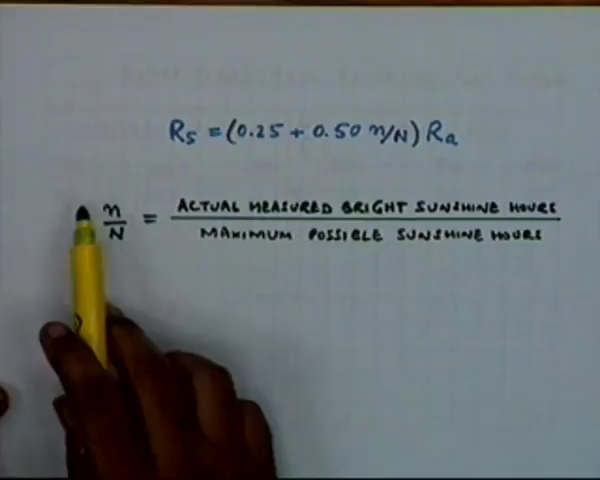 Rs = (0.25 + 0.50 n/N) Ra
n/N = ACTUAL MEASURED BRIGHT SUNSHINE HOURS / MAXIMUM POSSIBLE SUNSHINE HOURS